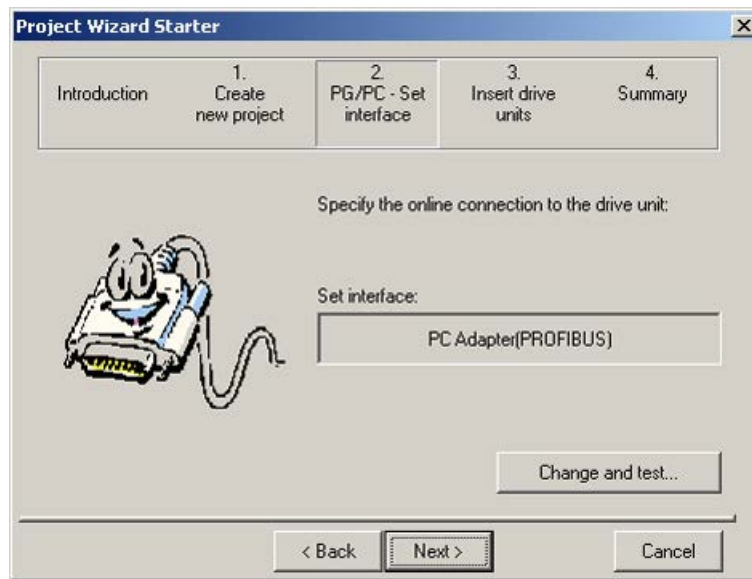 Project Wizard Starter
Introduction
1.
Create
new project
2.
PG/PC - Set
interface
3.
Insert drive
units
4.
Summary
Specify the online connection to the drive unit:
Set interface:
PC Adapter(PROFIBUS)
Change and test...
< Back
Next >
Cancel